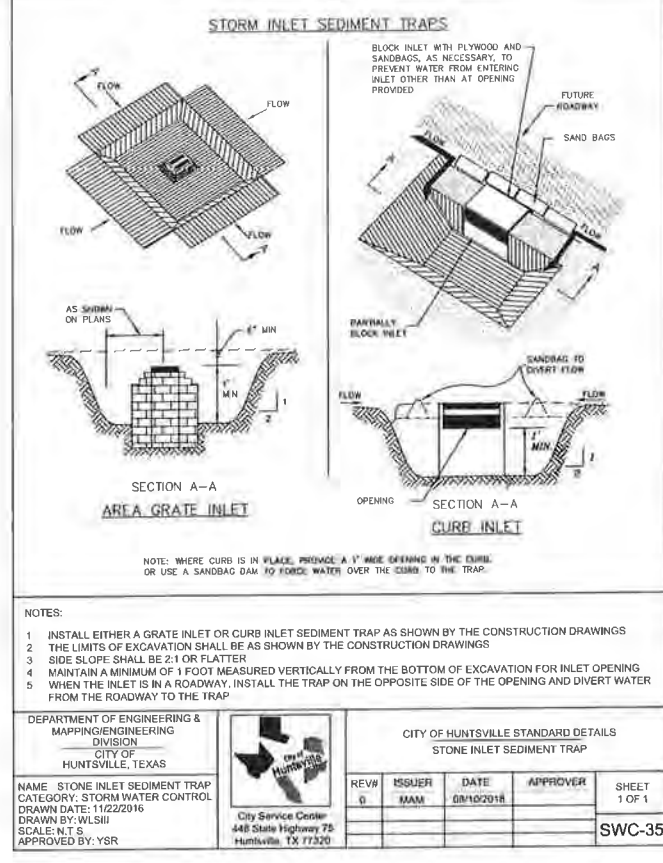 STORM INLET SEDIMENT TRAPS
FLOW
FLOW
FLOW
FLOW
AS SHOWN
ON PLANS
6" MIN
1'
MIN
1
2
SECTION A-A
AREA GRATE INLET
BLOCK INLET WITH PLYWOOD AND
SANDBAGS, AS NECESSARY, TO
PREVENT WATER FROM ENTERING
INLET OTHER THAN AT OPENING
PROVIDED
FUTURE
ROADWAY
SAND BAGS
FLOW
A
FLOW
A
PARTIALLY
BLOCK INLET
SANDBAG TO
DIVERT FLOW
FLOW
FLOW
1'
MIN.
1
2
OPENING
SECTION A-A
CURB INLET
NOTE: WHERE CURB IS IN PLACE, PROVIDE A 1' WIDE OPENING IN THE CURB,
OR USE A SANDBAG DAM TO FORCE WATER OVER THE CURB TO THE TRAP.
NOTES:
1 INSTALL EITHER A GRATE INLET OR CURB INLET SEDIMENT TRAP AS SHOWN BY THE CONSTRUCTION DRAWINGS
2 THE LIMITS OF EXCAVATION SHALL BE AS SHOWN BY THE CONSTRUCTION DRAWINGS
3 SIDE SLOPE SHALL BE 2:1 OR FLATTER
4 MAINTAIN A MINIMUM OF 1 FOOT MEASURED VERTICALLY FROM THE BOTTOM OF EXCAVATION FOR INLET OPENING
5 WHEN THE INLET IS IN A ROADWAY, INSTALL THE TRAP ON THE OPPOSITE SIDE OF THE OPENING AND DIVERT WATER
FROM THE ROADWAY TO THE TRAP
DEPARTMENT OF ENGINEERING &
MAPPING/ENGINEERING
DIVISION
CITY OF
HUNTSVILLE, TEXAS
NAME STONE INLET SEDIMENT TRAP
CATEGORY: STORM WATER CONTROL
DRAWN DATE: 11/22/2016
DRAWN BY: WLSIII
SCALE: N.T S
APPROVED BY: YSR
City of
Huntsville
City Service Center
448 State Highway 75
Huntsville, TX 77320
CITY OF HUNTSVILLE STANDARD DETAILS
STONE INLET SEDIMENT TRAP
REV# ISSUER DATE APPROVER
0 MAM 08/10/2018
SHEET
1 OF 1
SWC-35